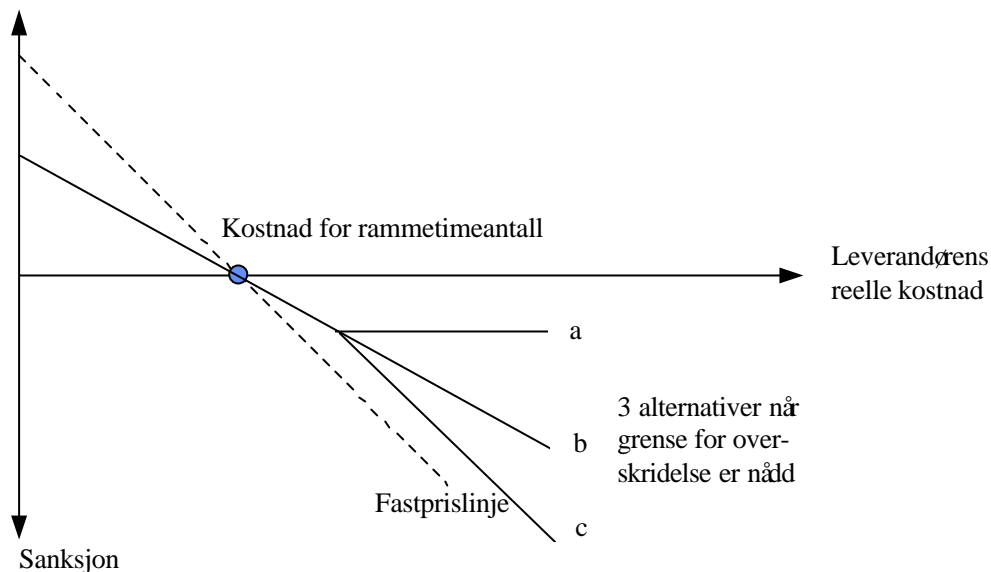 Kostnad for rammetimeantall
Leverandørens
reelle kostnad
a
3 alternativer når
grense for over-
skridelse er nådd
b
Fastprislinje
c
Sanksjon